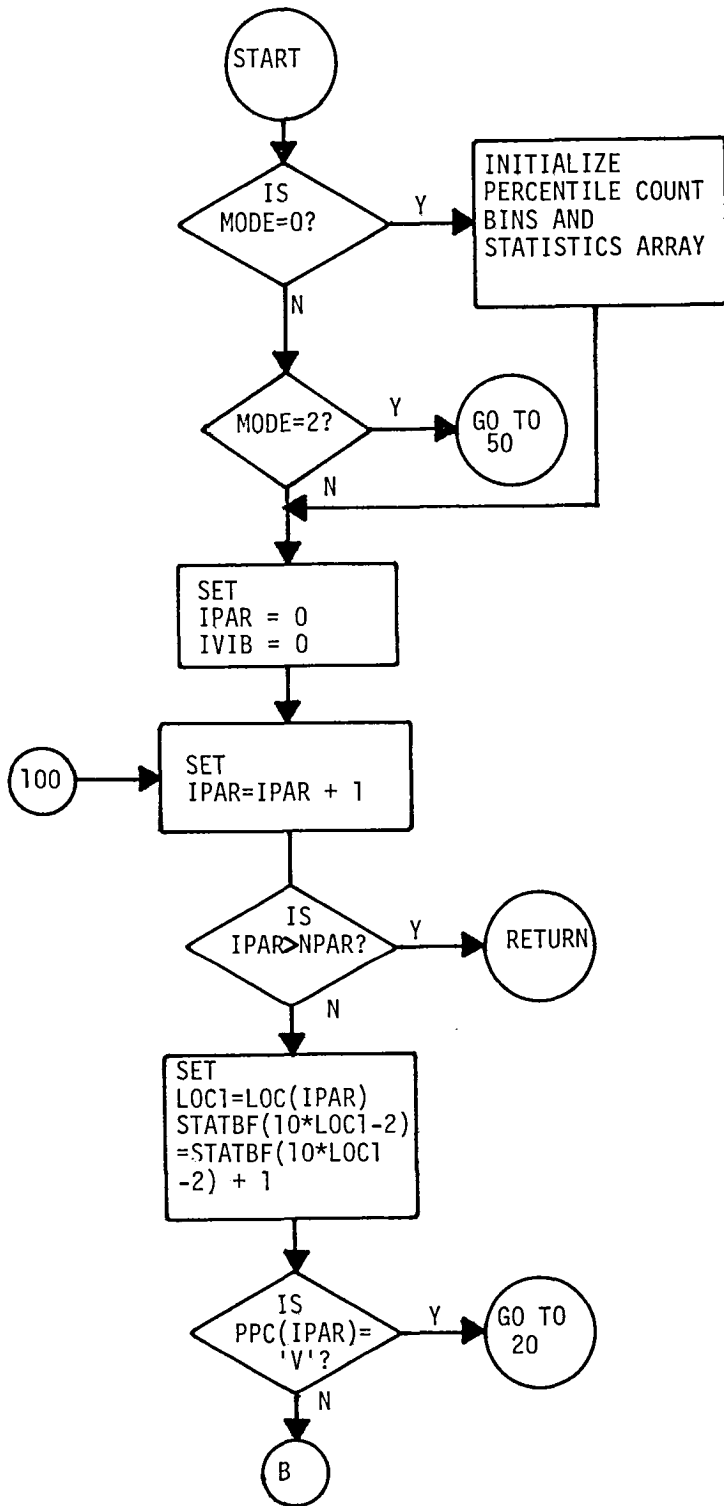 START
IS
MODE=0?
Y
INITIALIZE
PERCENTILE COUNT
BINS AND
STATISTICS ARRAY
N
MODE=2?
Y
GO TO
50
N
SET
IPAR = 0
IVIB = 0
100
SET
IPAR=IPAR + 1
IS
IPAR>NPAR?
Y
RETURN
N
SET
LOC1=LOC(IPAR)
STATBF(10*LOC1-2)
=STATBF(10*LOC1
-2) + 1
IS
PPC(IPAR)=
'V'?
Y
GO TO
20
N
B